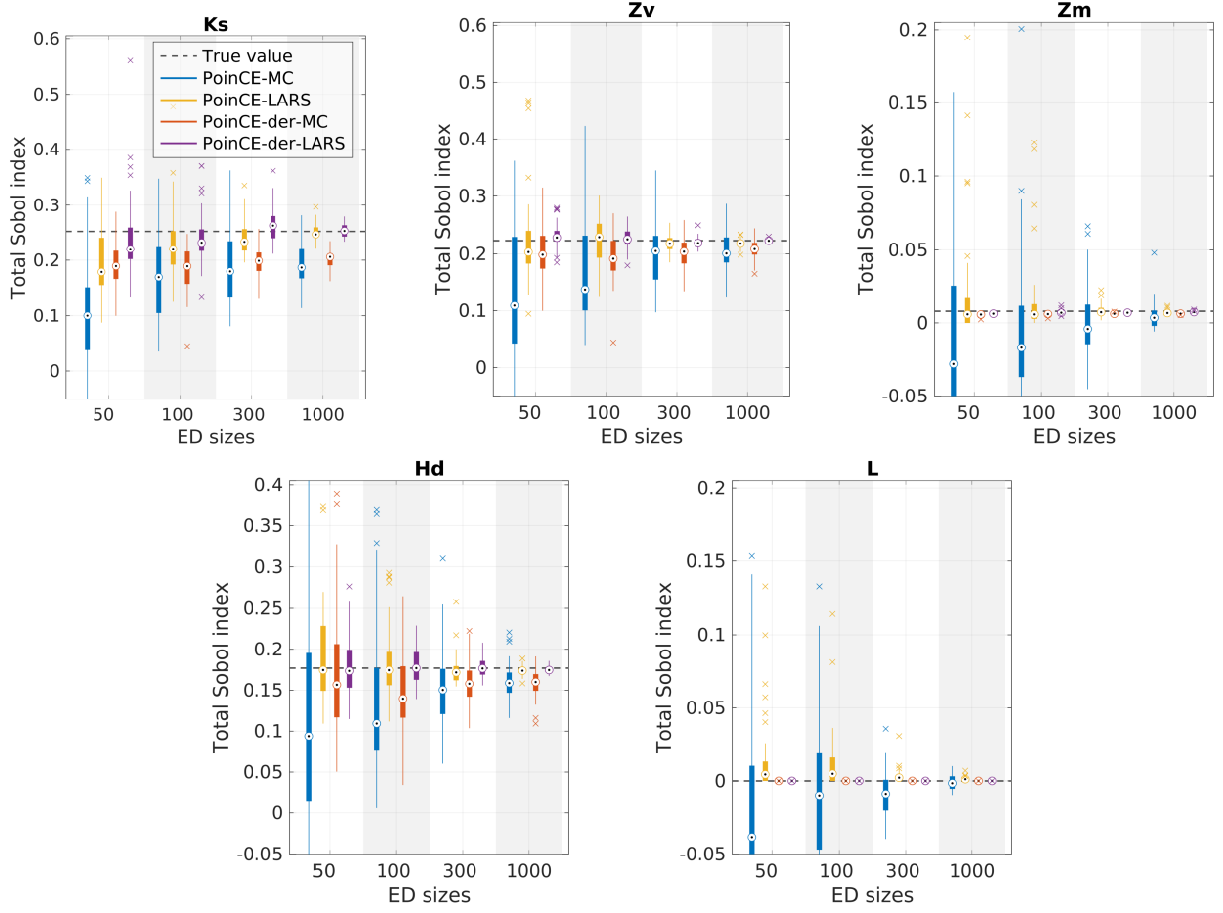 Ks
Total Sobol index
0.6
0.5
0.4
0.3
0.2
0.1
0
True value
PoinCE-MC
PoinCE-LARS
PoinCE-der-MC
PoinCE-der-LARS
50 100 300 1000
ED sizes
Zv
Total Sobol index
0.6
0.5
0.4
0.3
0.2
0.1
0
50 100 300 1000
ED sizes
Zm
Total Sobol index
0.2
0.15
0.1
0.05
0
-0.05
50 100 300 1000
ED sizes
Hd
Total Sobol index
0.4
0.35
0.3
0.25
0.2
0.15
0.1
0.05
0
-0.05
50 100 300 1000
ED sizes
L
Total Sobol index
0.2
0.15
0.1
0.05
0
-0.05
50 100 300 1000
ED sizes